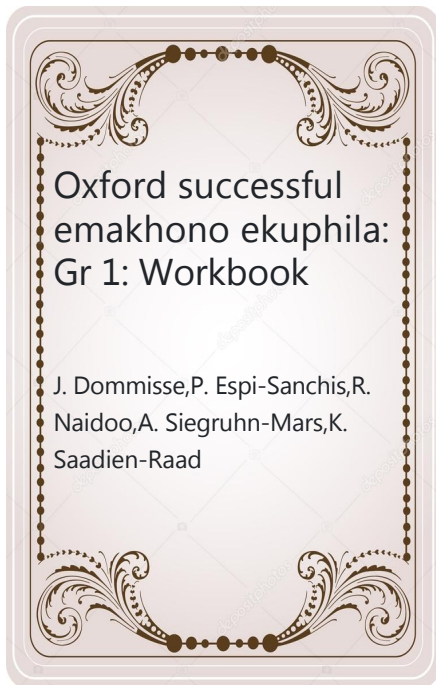 Oxford successful
emakhono ekuphila:
Gr 1: Workbook
J. Dommisse,P. Espi-Sanchis,R.
Naidoo,A. Siegruhn-Mars,K.
Saadien-Raad